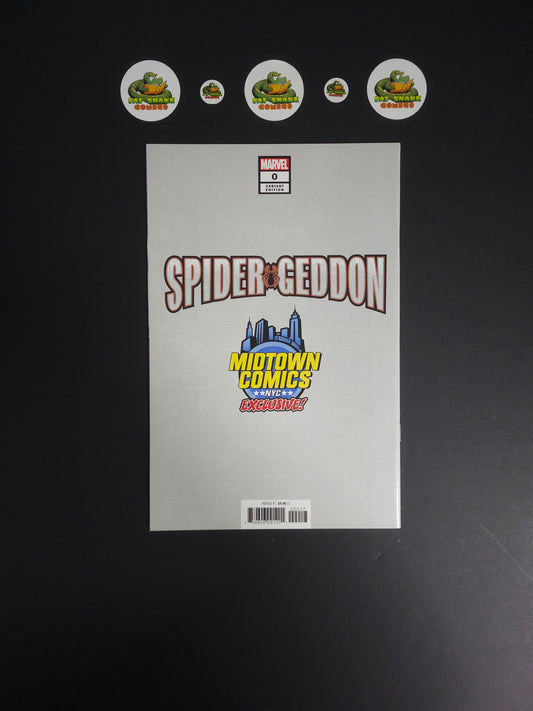 FAT SNAKE
COMICS
FAT SNAKE
COMICS
FAT SNAKE
COMICS
MARVEL
0
VARIANT
EDITION
SPIDER GEDDON
MIDTOWN
COMICS
NYC
EXCLUSIVE!
RATED T